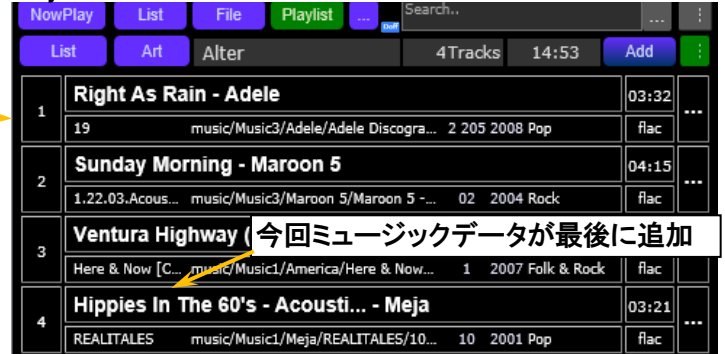 NowPlay List File Playlist ... Doff Search.. ... ⋮
List Art Alter 4Tracks 14:53 Add ⋮
1 Right As Rain - Adele 03:32 ...
19 music/Music3/Adele/Adele Discogra... 2 205 2008 Pop flac
2 Sunday Morning - Maroon 5 04:15 ...
1.22.03.Acous... music/Music3/Maroon 5/Maroon 5 -... 02 2004 Rock flac
3 Ventura Highway (
今回ミュージックデータが最後に追加
Here & Now [C... music/Music1/America/Here & Now... 1 2007 Folk & Rock flac
4 Hippies In The 60's - Acousti... - Meja 03:21 ...
REALITALES music/Music1/Meja/REALITALES/10... 10 2001 Pop flac